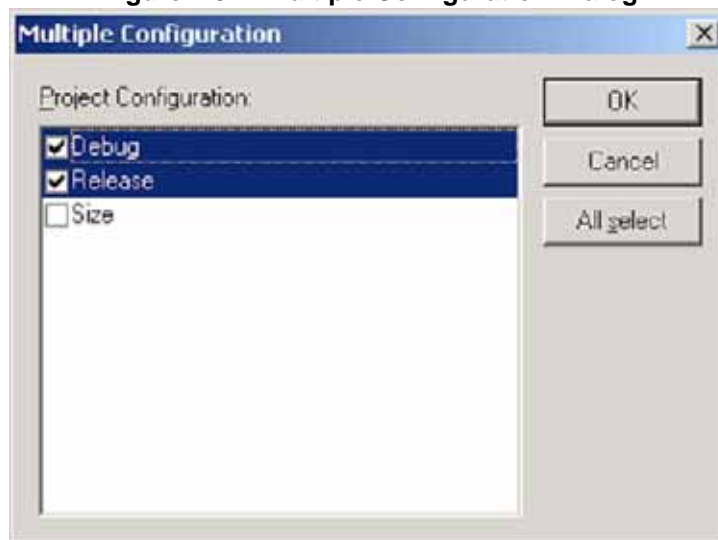 Multiple Configuration
Project Configuration:
Debug
Release
Size
OK
Cancel
All select